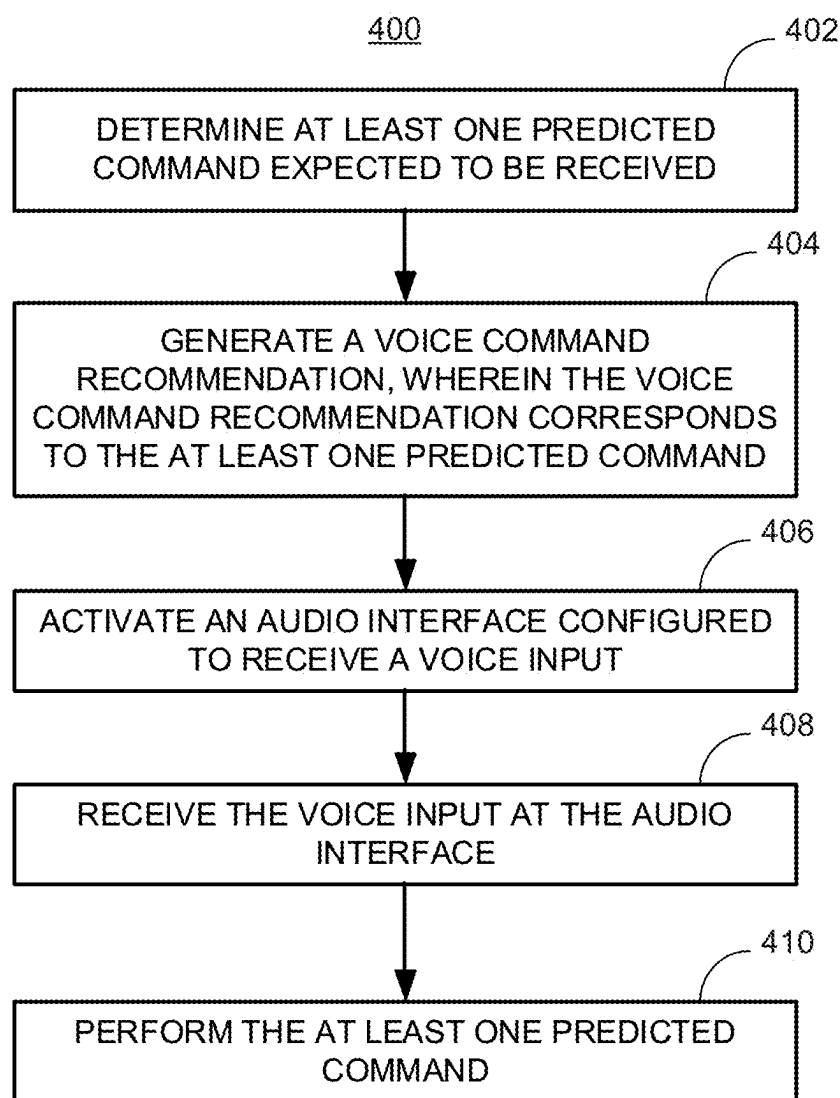 400
402
DETERMINE AT LEAST ONE PREDICTED
COMMAND EXPECTED TO BE RECEIVED
404
GENERATE A VOICE COMMAND
RECOMMENDATION, WHEREIN THE VOICE
COMMAND RECOMMENDATION CORRESPONDS
TO THE AT LEAST ONE PREDICTED COMMAND
406
ACTIVATE AN AUDIO INTERFACE CONFIGURED
TO RECEIVE A VOICE INPUT
408
RECEIVE THE VOICE INPUT AT THE AUDIO
INTERFACE
410
PERFORM THE AT LEAST ONE PREDICTED
COMMAND